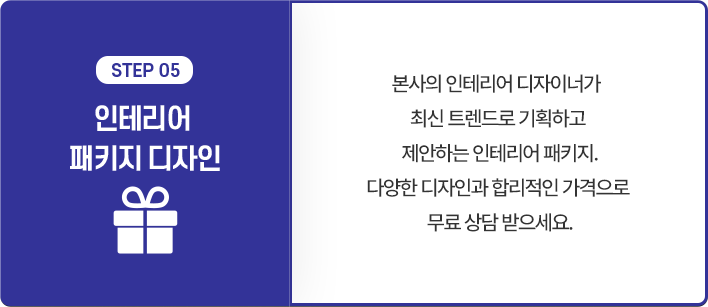 STEP 05
인테리어
패키지 디자인
본사의 인테리어 디자이너가
최신 트렌드로 기획하고
제안하는 인테리어 패키지.
다양한 디자인과 합리적인 가격으로
무료 상담 받으세요.